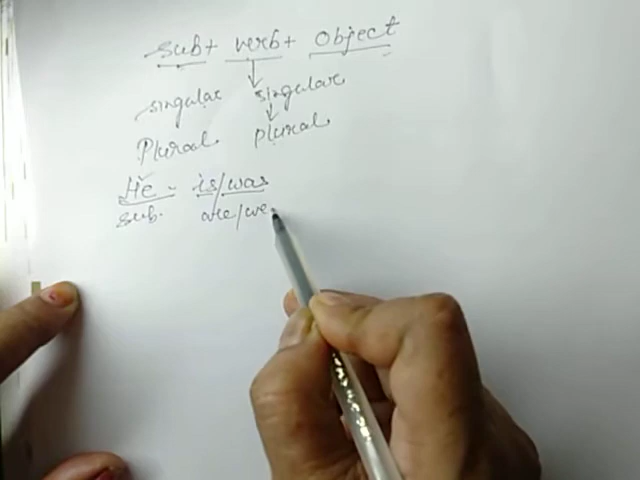 sub+ verb+ object
singular singular
Plural plural
He - is/was
sub. are/we